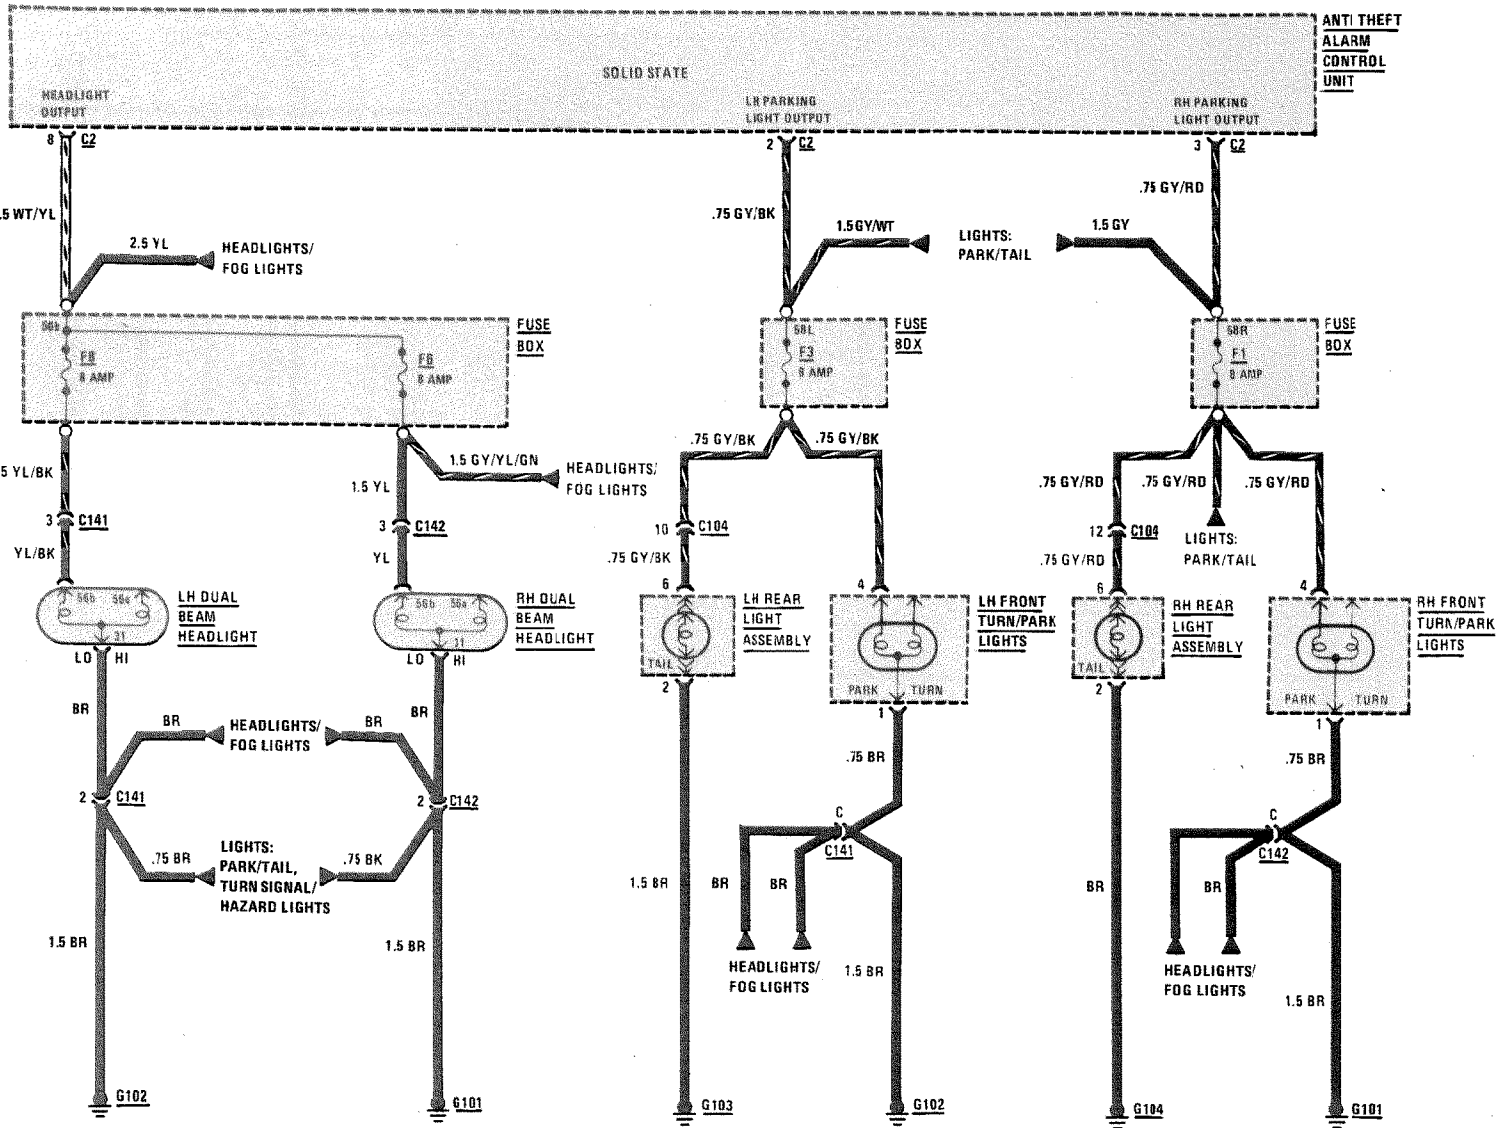 ANTI THEFT
ALARM
CONTROL
UNIT
SOLID STATE
HEADLIGHT
OUTPUT
LH PARKING
LIGHT OUTPUT
RH PARKING
LIGHT OUTPUT
8 C2
2 C2
3 C2
.5 WT/YL
.75 GY/BK
.75 GY/RD
2.5 YL
HEADLIGHTS/
FOG LIGHTS
1.5 GY/WT
LIGHTS:
PARK/TAIL
1.5 GY
56b
F8
8 AMP
F6
8 AMP
FUSE
BOX
58L
F3
8 AMP
FUSE
BOX
58R
F1
8 AMP
FUSE
BOX
5 YL/BK
1.5 YL
1.5 GY/YL/GN
HEADLIGHTS/
FOG LIGHTS
.75 GY/BK
.75 GY/BK
.75 GY/RD
.75 GY/RD
.75 GY/RD
3 C141
3 C142
10 C104
12 C104
LIGHTS:
PARK/TAIL
YL/BK
YL
.75 GY/BK
.75 GY/RD
6
4
6
4
56b 56a
31
LO HI
LH DUAL
BEAM
HEADLIGHT
56b 56a
31
LO HI
RH DUAL
BEAM
HEADLIGHT
TAIL
LH REAR
LIGHT
ASSEMBLY
PARK TURN
LH FRONT
TURN/PARK
LIGHTS
TAIL
RH REAR
LIGHT
ASSEMBLY
PARK TURN
RH FRONT
TURN/PARK
LIGHTS
2
1
2
1
BR
BR
BR
HEADLIGHTS/
FOG LIGHTS
BR
.75 BR
.75 BR
2 C141
2 C142
C
C141
C
C142
.75 BR
LIGHTS:
PARK/TAIL,
TURN SIGNAL/
HAZARD LIGHTS
.75 BK
1.5 BR
BR
BR
BR
BR
1.5 BR
1.5 BR
HEADLIGHTS/
FOG LIGHTS
1.5 BR
HEADLIGHTS/
FOG LIGHTS
1.5 BR
G102
G101
G103
G102
G104
G101